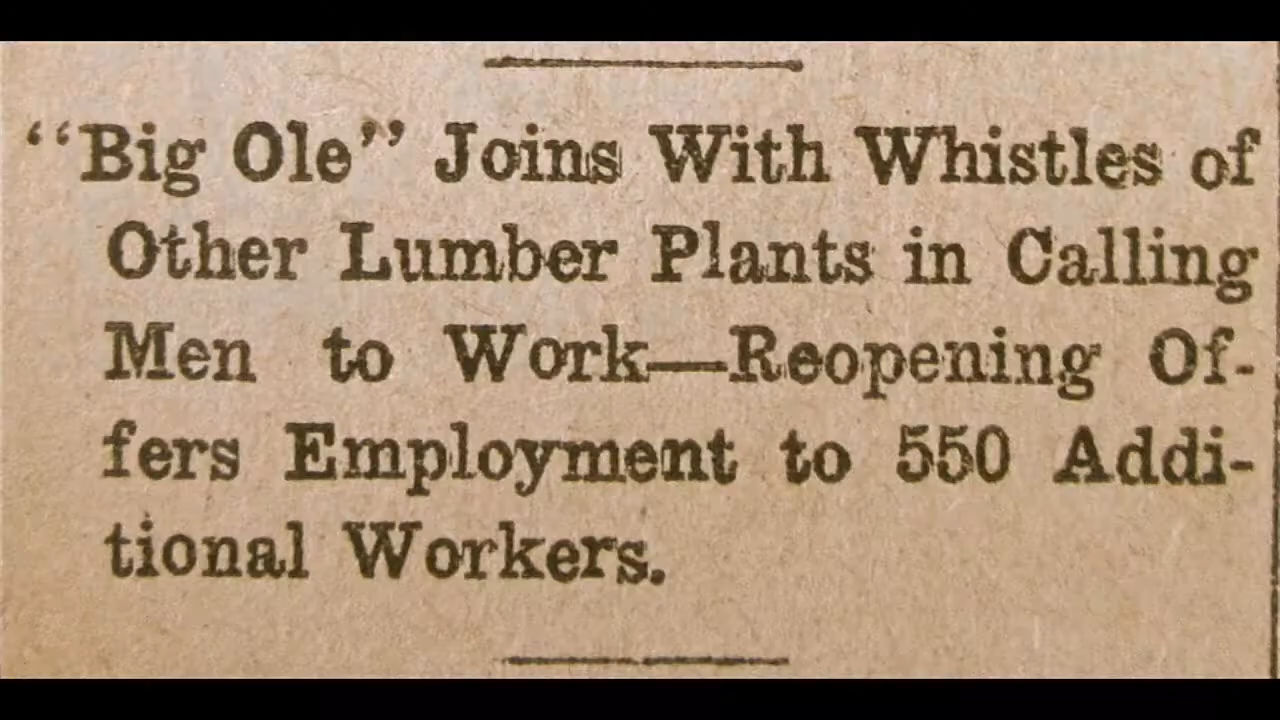 “Big Ole” Joins With Whistles of
Other Lumber Plants in Calling
Men to Work—Reopening Of-
fers Employment to 550 Addi-
tional Workers.